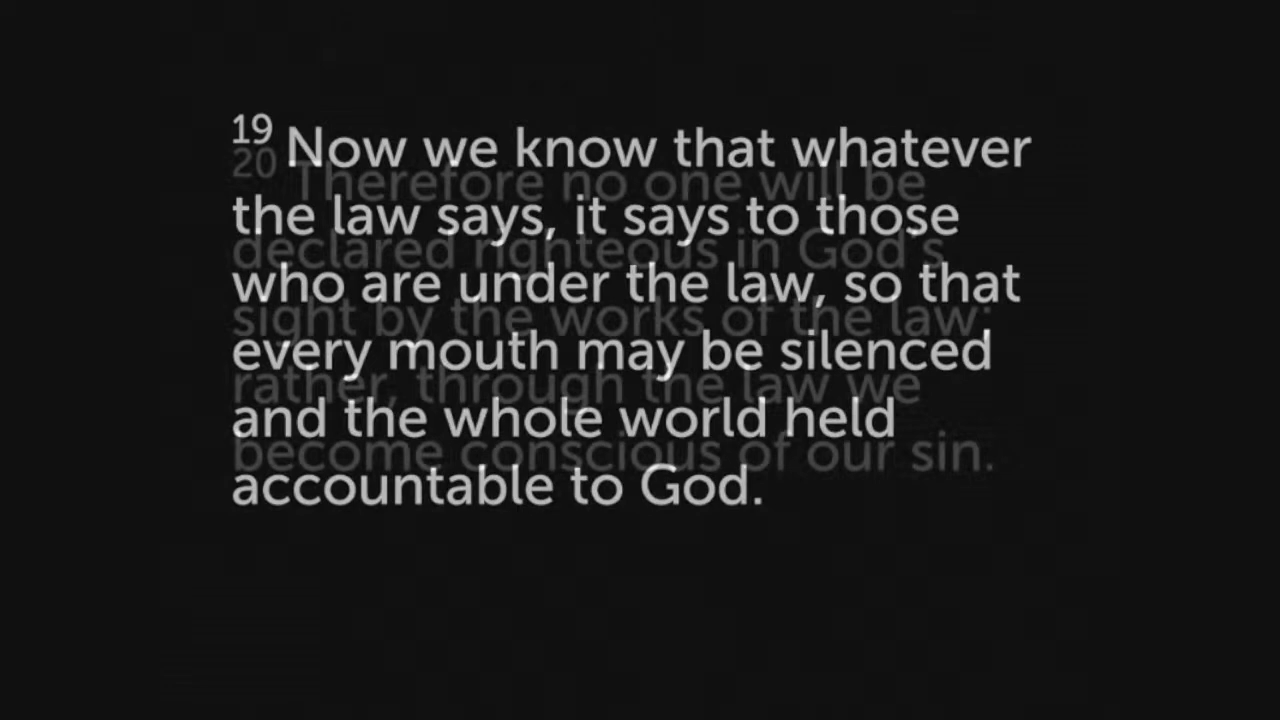 19 Now we know that whatever
the law says, it says to those
who are under the law, so that
every mouth may be silenced
and the whole world held
accountable to God.
20 Therefore no one will be
declared righteous in God's
sight by the works of the law;
rather, through the law we
become conscious of our sin.